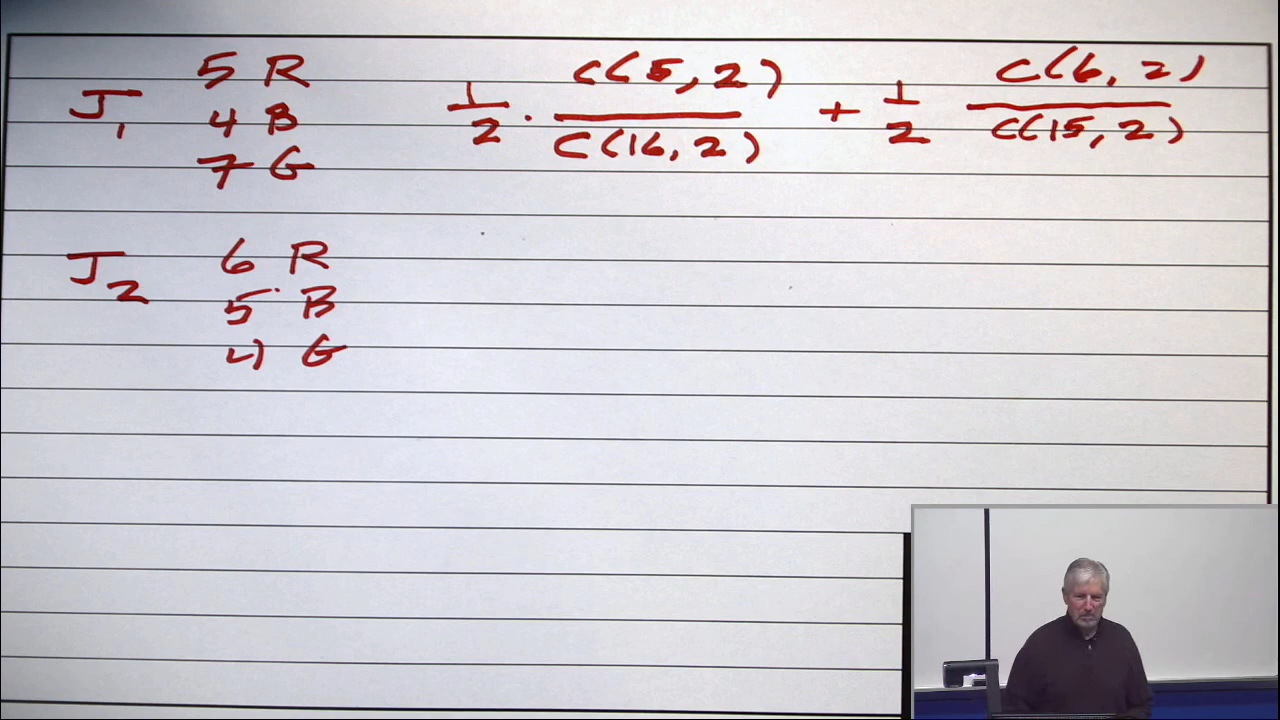 J₁ 5 R
4 B
7 G
1/2 · C(5,2)/C(16,2) + 1/2 C(6,2)/C(15,2)
J₂ 6 R
5 B
4 G